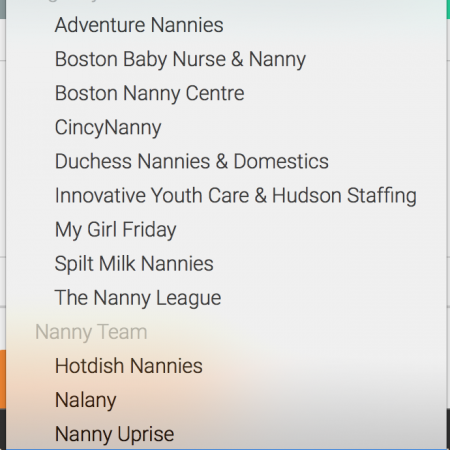 Adventure Nannies
Boston Baby Nurse & Nanny
Boston Nanny Centre
CincyNanny
Duchess Nannies & Domestics
Innovative Youth Care & Hudson Staffing
My Girl Friday
Spilt Milk Nannies
The Nanny League
Nanny Team
Hotdish Nannies
Nalany
Nanny Uprise